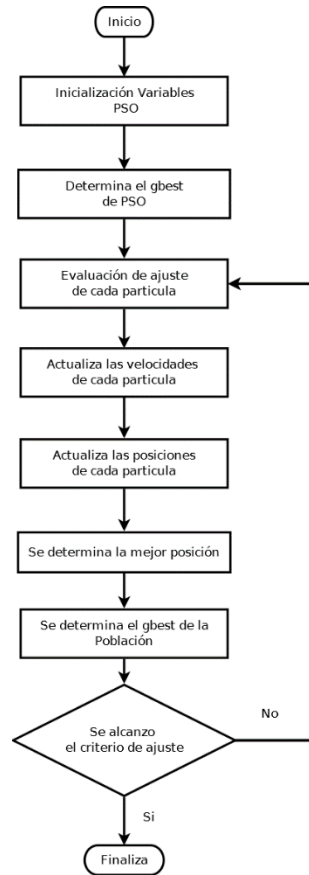 Inicio
Inicialización Variables
PSO
Determina el gbest
de PSO
Evaluación de ajuste
de cada particula
Actualiza las velocidades
de cada particula
Actualiza las posiciones
de cada particula
Se determina la mejor posición
Se determina el gbest de la
Población
Se alcanzo
el criterio de ajuste
No
Si
Finaliza